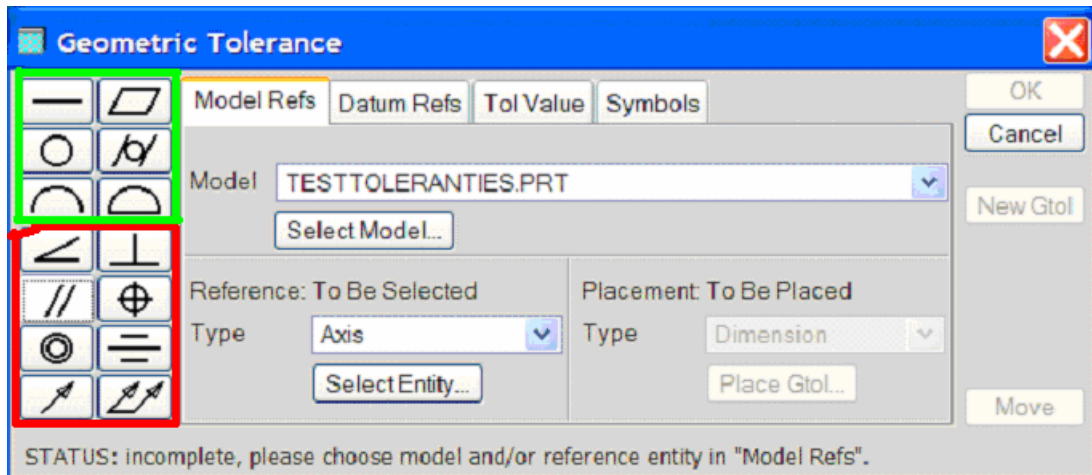 Geometric Tolerance
Model Refs Datum Refs Tol Value Symbols
OK
Cancel
Model TESTTOLERANTIES.PRT
New Gtol
Select Model...
Reference: To Be Selected Placement: To Be Placed
Type Axis Type Dimension
Select Entity... Place Gtol...
Move
STATUS: incomplete, please choose model and/or reference entity in "Model Refs".